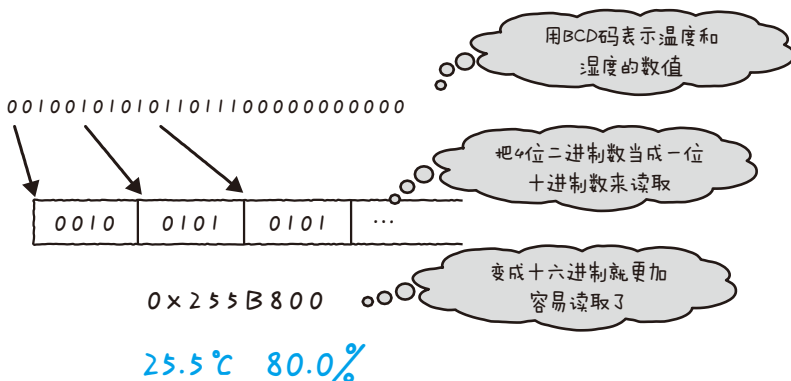 用BCD码表示温度和
湿度的数值
0010010101011011100000000000
把4位二进制数当成一位
十进制数来读取
0010 0101 0101 …
变成十六进制就更加
容易读取了
0x255B800
25.5℃ 80.0%